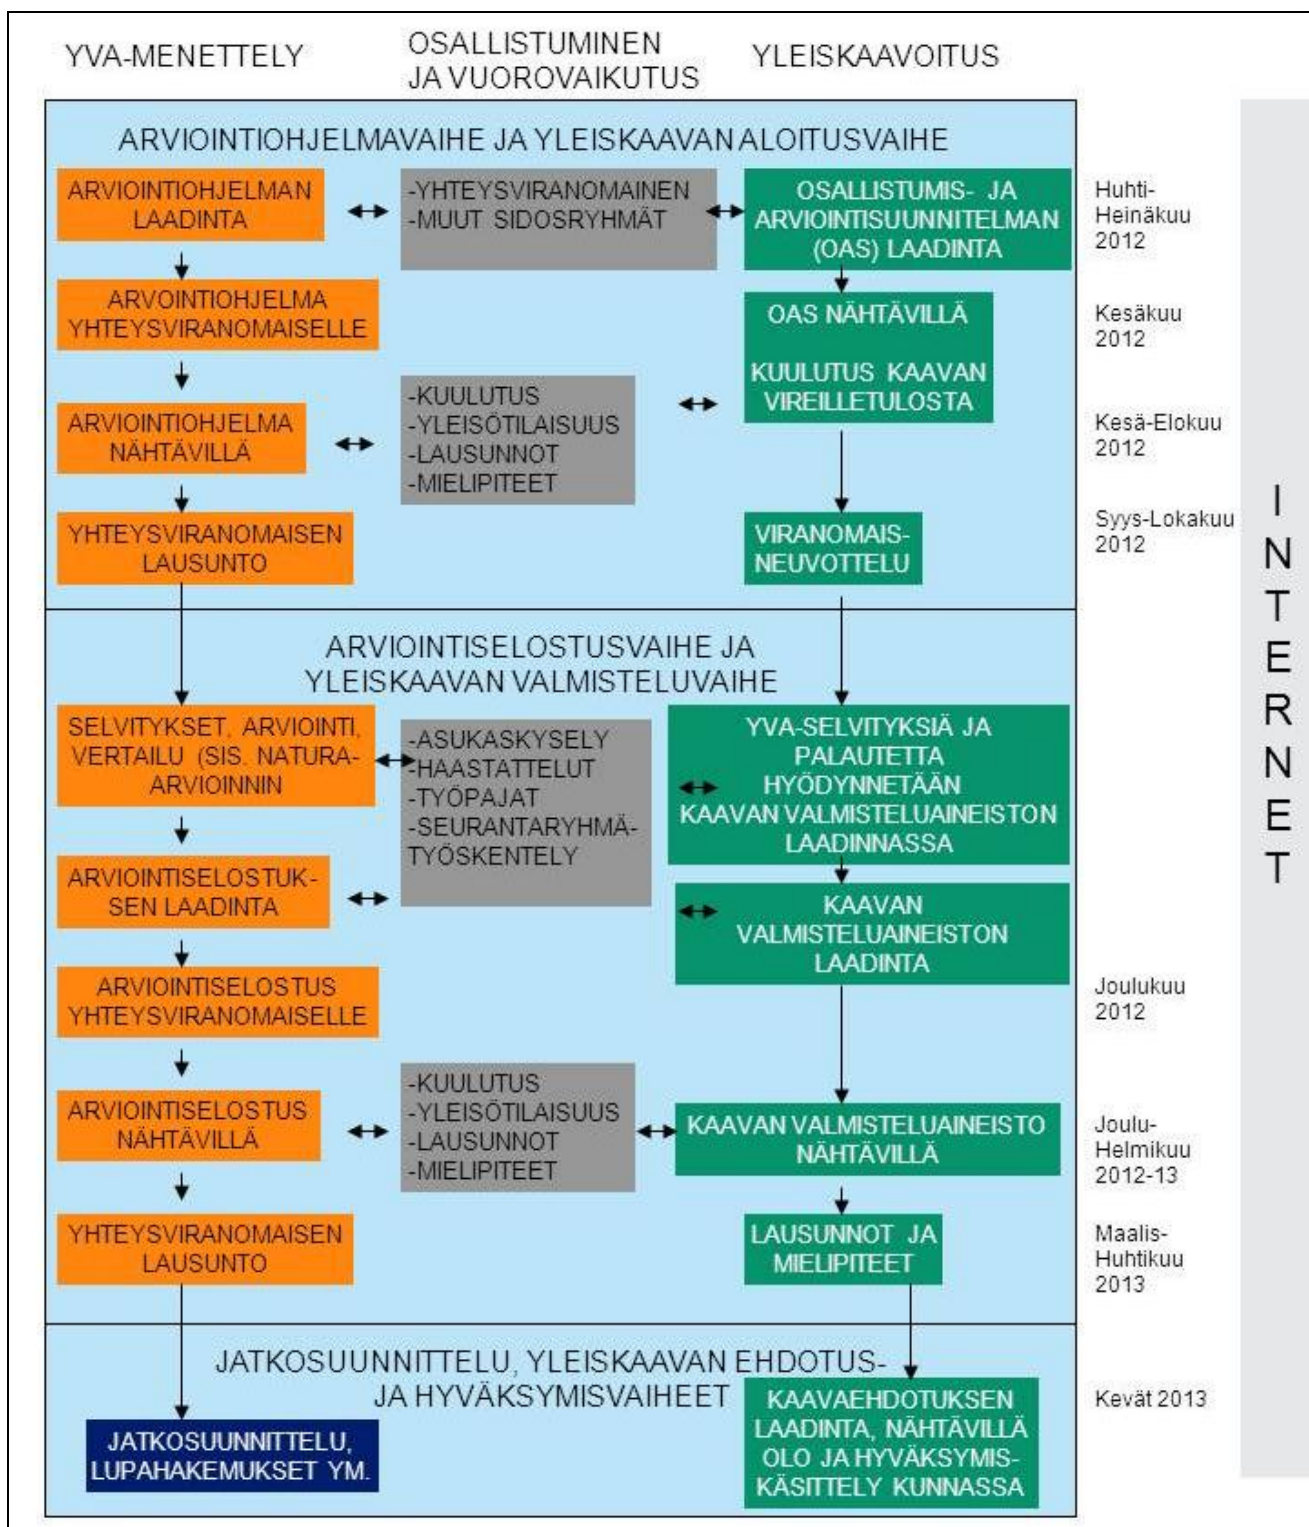 YVA-MENETTELY
OSALLISTUMINEN
JA VUOROVAIKUTUS
YLEISKAAVOITUS
ARVIOINTIOHJELMAVAIHE JA YLEISKAAVAN ALOITUSVAIHE
ARVIOINTIOHJELMAN
LAADINTA
-YHTEYSVIRANOMAINEN
-MUUT SIDOSRYHMÄT
OSALLISTUMIS- JA
ARVIOINTISUUNNITELMAN
(OAS) LAADINTA
Huhti-
Heinäkuu
2012
ARVOINTIOHJELMA
YHTEYSVIRANOMAISELLE
OAS NÄHTÄVILLÄ
KUULUTUS KAAVAN
VIREILLETULOSTA
Kesäkuu
2012
ARVIOINTIOHJELMA
NÄHTÄVILLÄ
-KUULUTUS
-YLEISÖTILAISUUS
-LAUSUNNOT
-MIELIPITEET
Kesä-Elokuu
2012
YHTEYSVIRANOMAISEN
LAUSUNTO
VIRANOMAIS-
NEUVOTTELU
Syys-Lokakuu
2012
ARVIOINTISELOSTUSVAIHE JA
YLEISKAAVAN VALMISTELUVAIHE
SELVITYKSET, ARVIOINTI,
VERTAILU (SIS. NATURA-
ARVIOINNIN
-ASUKASKYSELY
-HAASTATTELUT
-TYÖPAJAT
-SEURANTARYHMÄ-
TYÖSKENTELY
YVA-SELVITYKSIÄ JA
PALAUTETTA
HYÖDYNNETÄÄN
KAAVAN VALMISTELUAINEISTON
LAADINNASSA
ARVIOINTISELOSTUK-
SEN LAADINTA
KAAVAN
VALMISTELUAINEISTON
LAADINTA
ARVIOINTISELOSTUS
YHTEYSVIRANOMAISELLE
Joulukuu
2012
ARVIOINTISELOSTUS
NÄHTÄVILLÄ
-KUULUTUS
-YLEISÖTILAISUUS
-LAUSUNNOT
-MIELIPITEET
KAAVAN VALMISTELUAINEISTO
NÄHTÄVILLÄ
Joulu-
Helmikuu
2012-13
YHTEYSVIRANOMAISEN
LAUSUNTO
LAUSUNNOT JA
MIELIPITEET
Maalis-
Huhtikuu
2013
JATKOSUUNNITTELU, YLEISKAAVAN EHDOTUS-
JA HYVÄKSYMISVAIHEET
JATKOSUUNNITTELU,
LUPAHAKEMUKSET YM.
KAAVAEHDOTUKSEN
LAADINTA, NÄHTÄVILLÄ
OLO JA HYVÄKSYMIS-
KÄSITTELY KUNNASSA
Kevät 2013
INTERNET